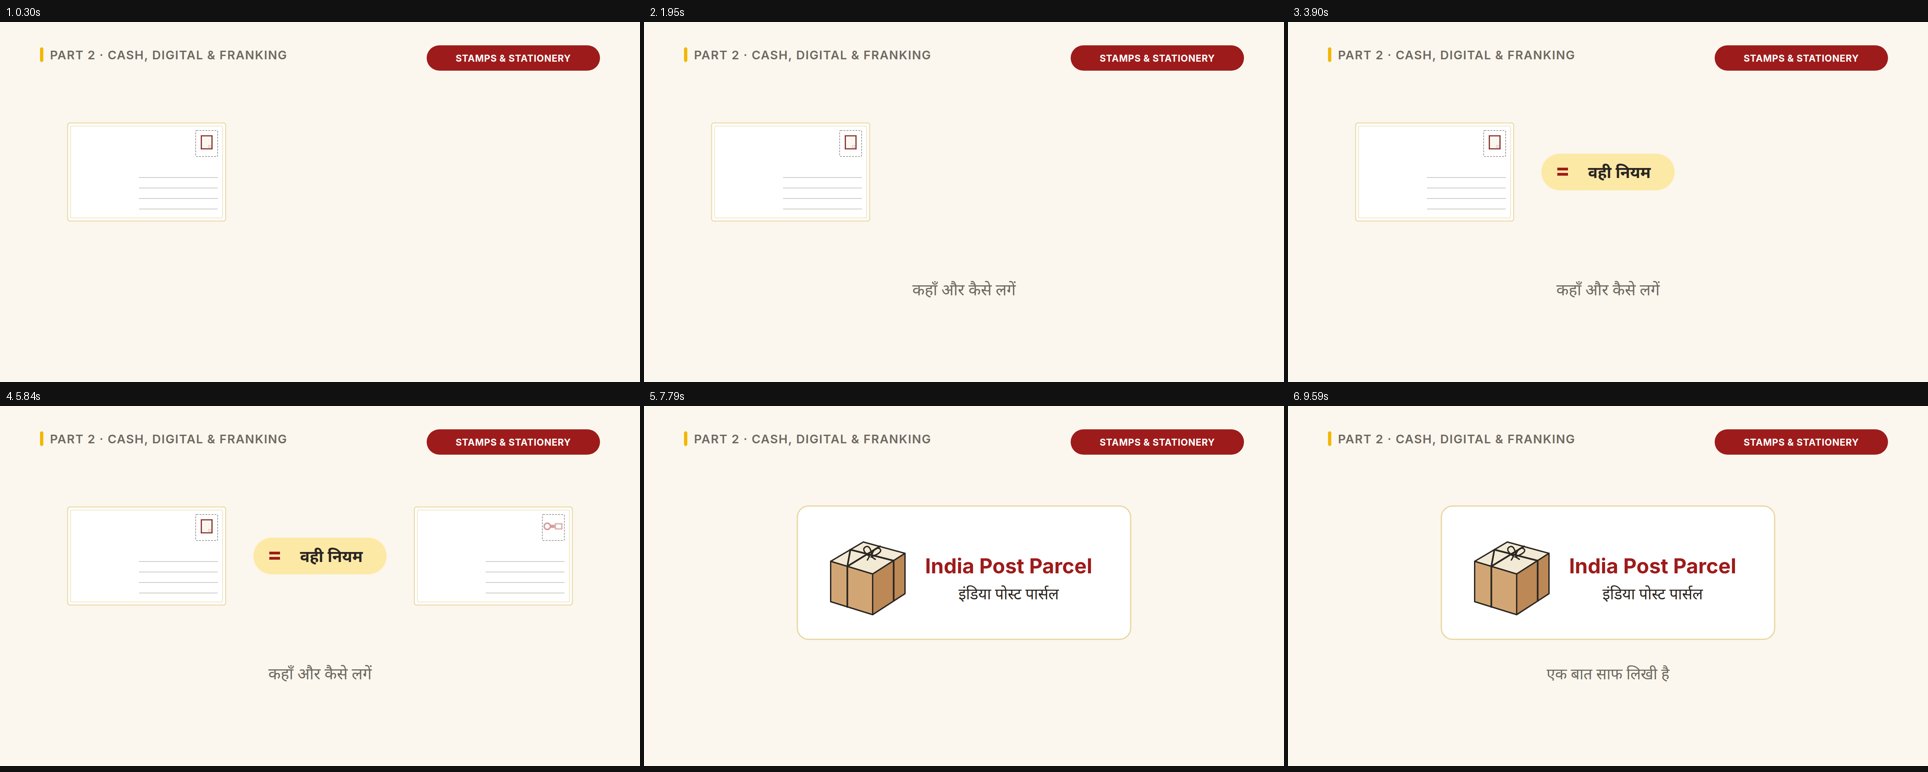 1. 0.30s
PART 2 · CASH, DIGITAL & FRANKING
STAMPS & STATIONERY
2. 1.95s
PART 2 · CASH, DIGITAL & FRANKING
STAMPS & STATIONERY
कहाँ और कैसे लगें
3. 3.90s
PART 2 · CASH, DIGITAL & FRANKING
STAMPS & STATIONERY
= वही नियम
कहाँ और कैसे लगें
4. 5.84s
PART 2 · CASH, DIGITAL & FRANKING
STAMPS & STATIONERY
= वही नियम
कहाँ और कैसे लगें
5. 7.79s
PART 2 · CASH, DIGITAL & FRANKING
STAMPS & STATIONERY
India Post Parcel
इंडिया पोस्ट पार्सल
6. 9.59s
PART 2 · CASH, DIGITAL & FRANKING
STAMPS & STATIONERY
India Post Parcel
इंडिया पोस्ट पार्सल
एक बात साफ लिखी है